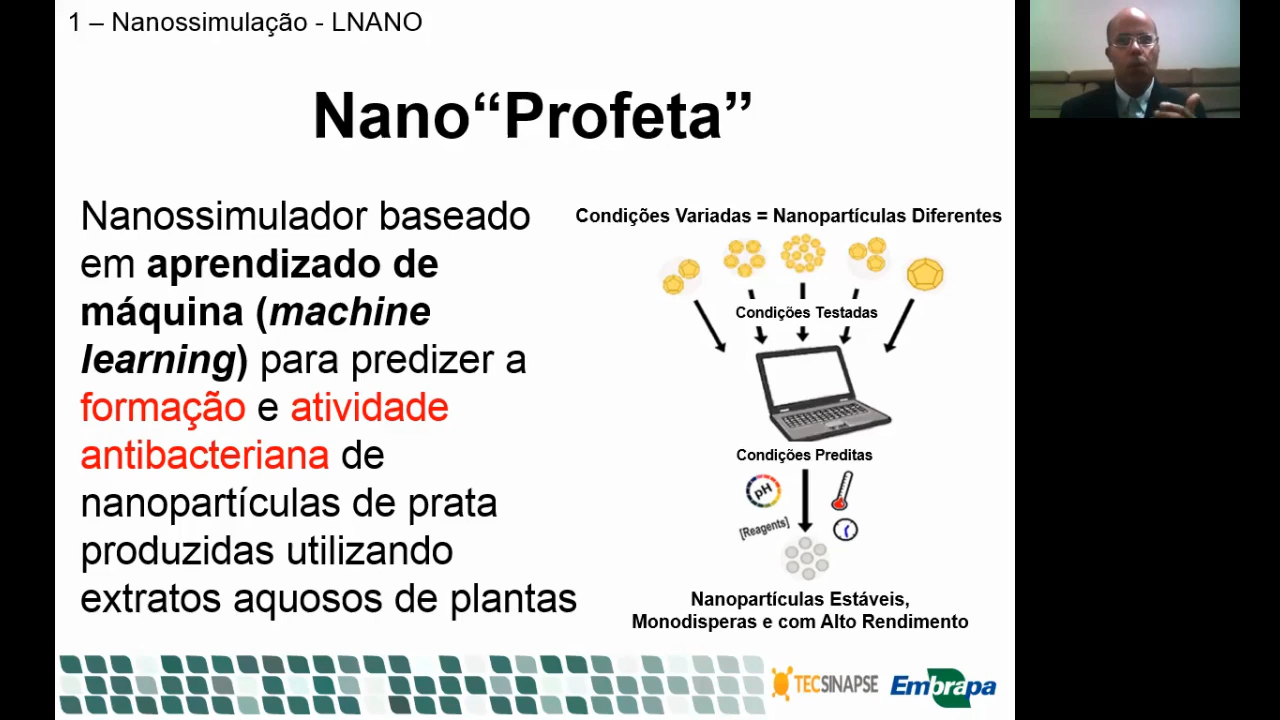 1 – Nanossimulação - LNANO
Nano“Profeta”
Nanossimulador baseado
em aprendizado de
máquina (machine
learning) para predizer a
formação e atividade
antibacteriana de
nanopartículas de prata
produzidas utilizando
extratos aquosos de plantas
Condições Variadas = Nanopartículas Diferentes
Condições Testadas
Condições Preditas
pH
[Reagents]
Nanopartículas Estáveis,
Monodisperas e com Alto Rendimento
TECSINAPSE
Embrapa